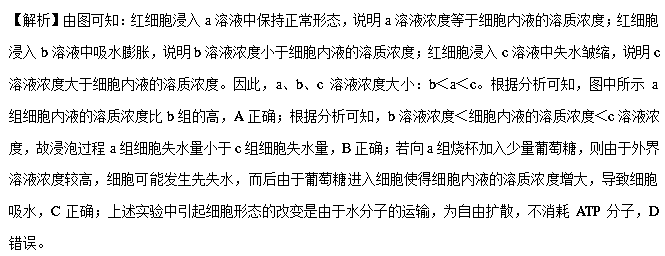 【解析】由图可知：红细胞浸入 a 溶液中保持正常形态，说明 a 溶液浓度等于细胞内液的溶质浓度；红细胞
浸入 b 溶液中吸水膨胀，说明 b 溶液浓度小于细胞内液的溶质浓度；红细胞浸入 c 溶液中失水皱缩，说明 c
溶液浓度大于细胞内液的溶质浓度。因此，a、b、c 溶液浓度大小：b＜a＜c。根据分析可知，图中所示 a
组细胞内液的溶质浓度比 b 组的高，A 正确；根据分析可知，b 溶液浓度＜细胞内液的溶质浓度＜c 溶液浓
度，故浸泡过程 a 组细胞失水量小于 c 组细胞失水量，B 正确；若向 a 组烧杯加入少量葡萄糖，则由于外界
溶液浓度较高，细胞可能发生先失水，而后由于葡萄糖进入细胞使得细胞内液的溶质浓度增大，导致细胞
吸水，C 正确；上述实验中引起细胞形态的改变是由于水分子的运输，为自由扩散，不消耗 ATP 分子，D
错误。